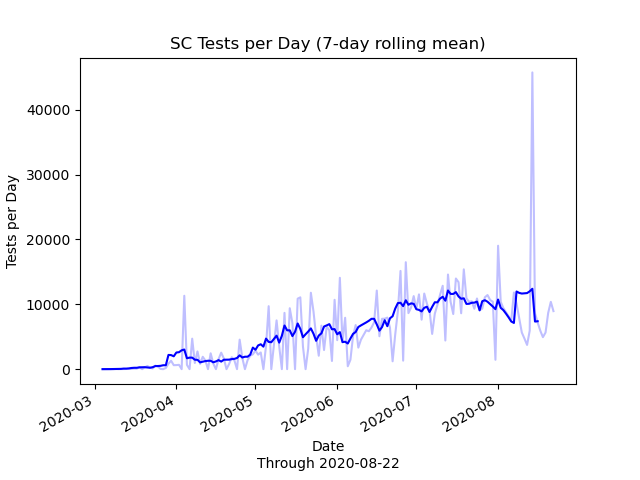 SC Tests per Day (7-day rolling mean)
Tests per Day
40000
30000
20000
10000
0
2020-03
2020-04
2020-05
2020-06
2020-07
2020-08
Date
Through 2020-08-22